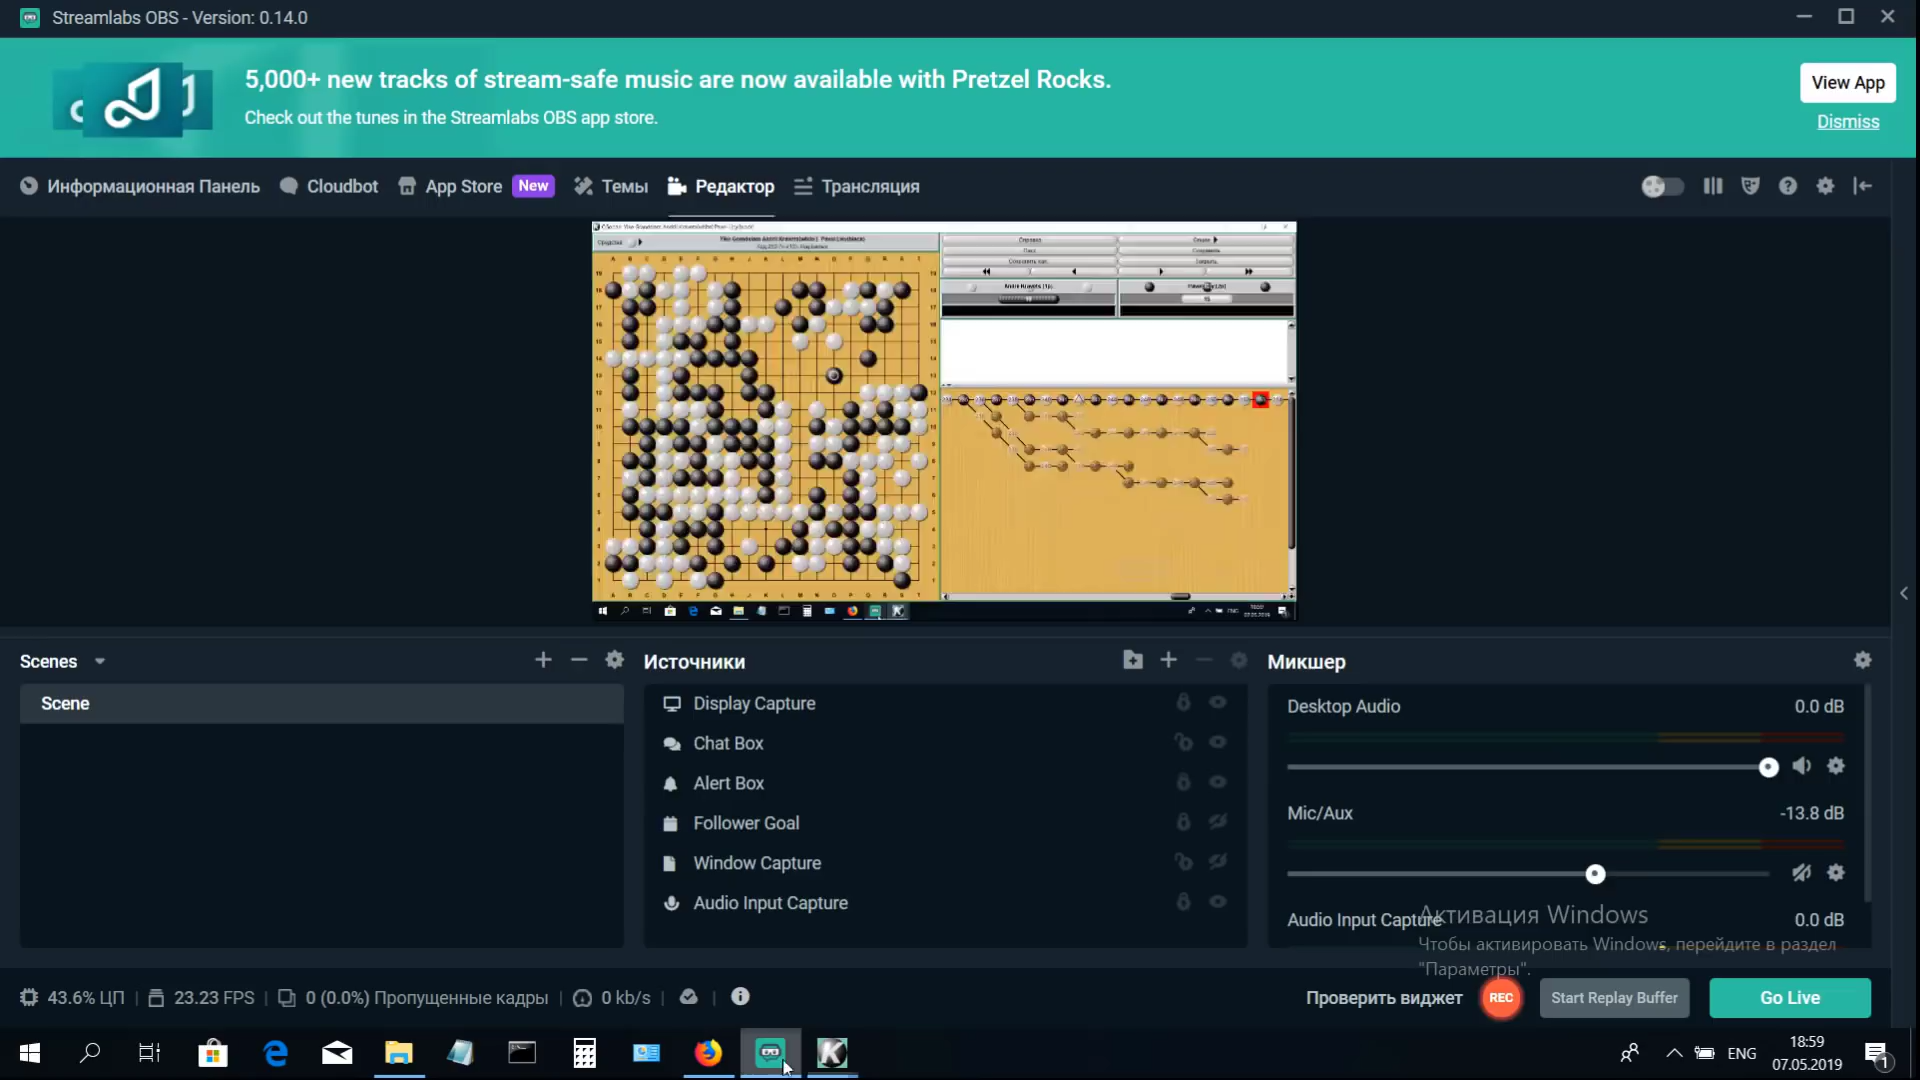 Streamlabs OBS - Version: 0.14.0
5,000+ new tracks of stream-safe music are now available with Pretzel Rocks.
Check out the tunes in the Streamlabs OBS app store.
View App
Dismiss
Информационная Панель
Cloudbot
App Store
New
Темы
Редактор
Трансляция
Scenes
Scene
Источники
Display Capture
Chat Box
Alert Box
Follower Goal
Window Capture
Audio Input Capture
Микшер
Desktop Audio
0.0 dB
Mic/Aux
-13.8 dB
Audio Input Capture
0.0 dB
Активация Windows
Чтобы активировать Windows, перейдите в раздел
"Параметры".
43.6% ЦП
23.23 FPS
0 (0.0%) Пропущенные кадры
0 kb/s
Проверить виджет
REC
Start Replay Buffer
Go Live
ENG
18:59
07.05.2019
1